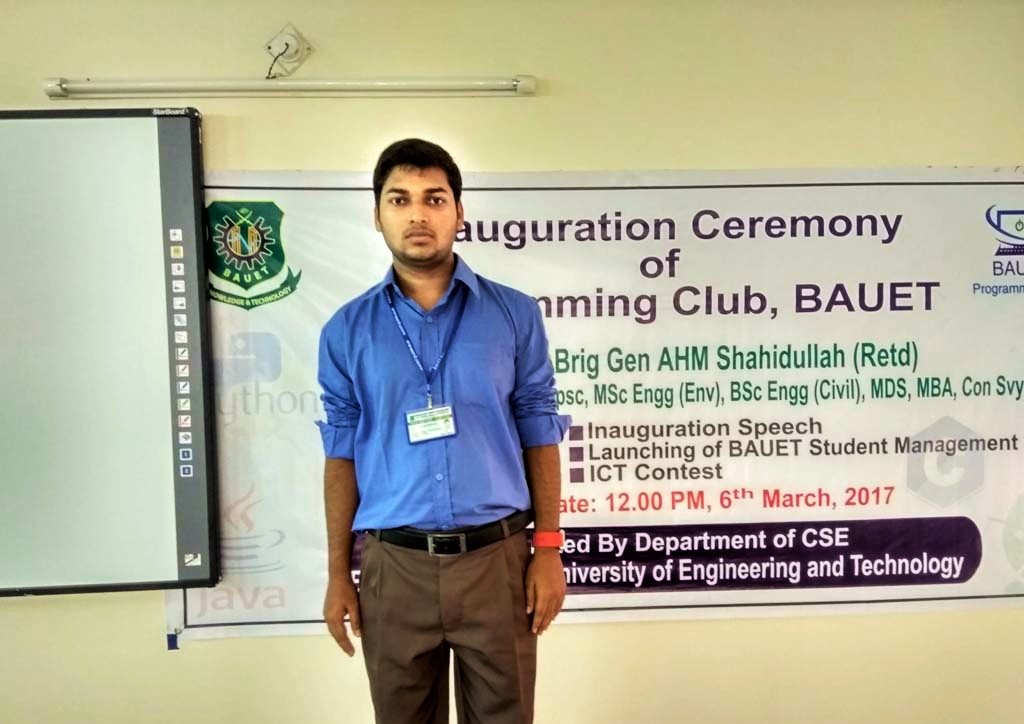 StarBoard
BAUET
KNOWLEDGE & TECHNOLOGY
auguration Ceremony
of
mming Club, BAUET
BAU
Programm
Brig Gen AHM Shahidullah (Retd)
psc, MSc Engg (Env), BSc Engg (Civil), MDS, MBA, Con Svy
Inauguration Speech
Launching of BAUET Student Management
ICT Contest
ate: 12.00 PM, 6th March, 2017
ed By Department of CSE
niversity of Engineering and Technology
ython
C
java